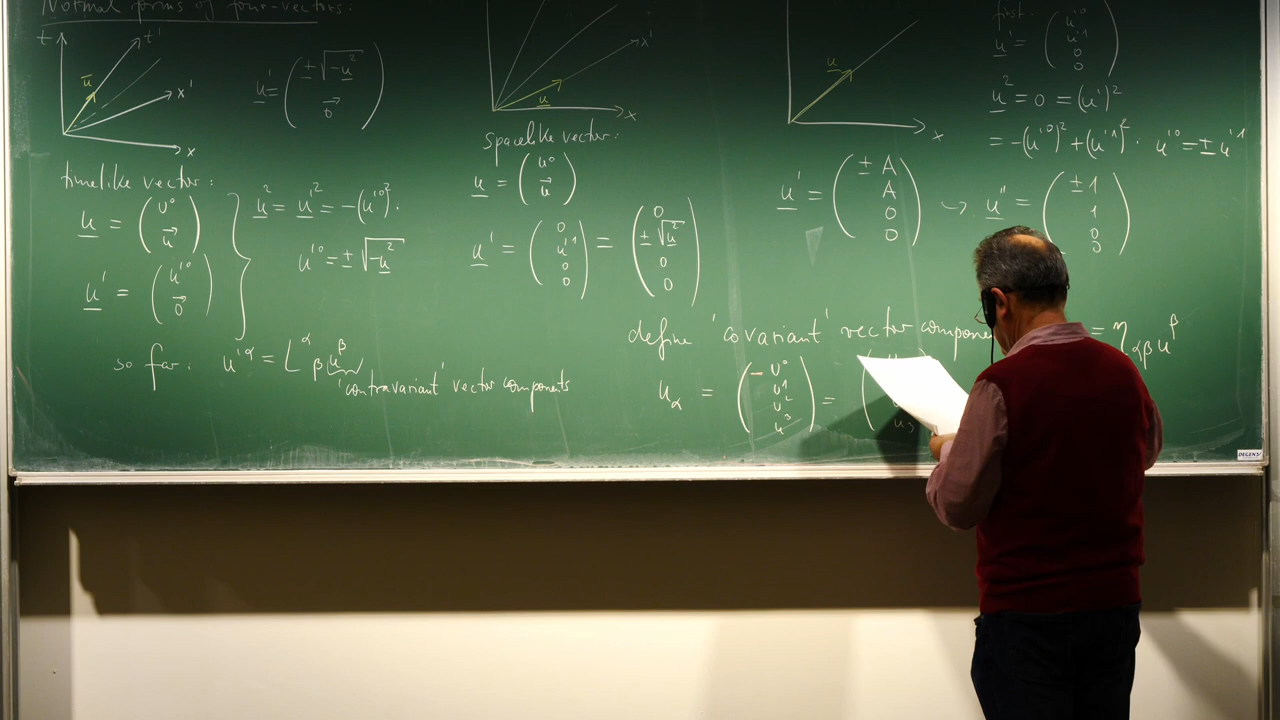 Normal forms of four-vectors:
t t' x' x u
u' = (±√-u² 0⃗)
timelike vector:
u = (u⁰ u⃗)
u' = (u'⁰ 0⃗)
u² = u'² = -(u'⁰)².
u'⁰ = ±√-u²
so far: u'^α = L^α_β u^β
'contravariant' vector components
x' x u
spacelike vector:
u = (u⁰ u⃗)
u' = (0 u'¹ 0 0) = (0 ±√u² 0 0)
u x
first:
u' = (u'⁰ u'¹ 0 0)
u² = 0 = (u')²
= -(u'⁰)² + (u'¹)². u'⁰ = ±u'¹
u' = (±A A 0 0) ↝ u'' = (±1 1 0 0)
define 'covariant' vector compone = η_αβ u^β
u_α = (-u⁰ u¹ u² u³) = ( u₃
DEGENS